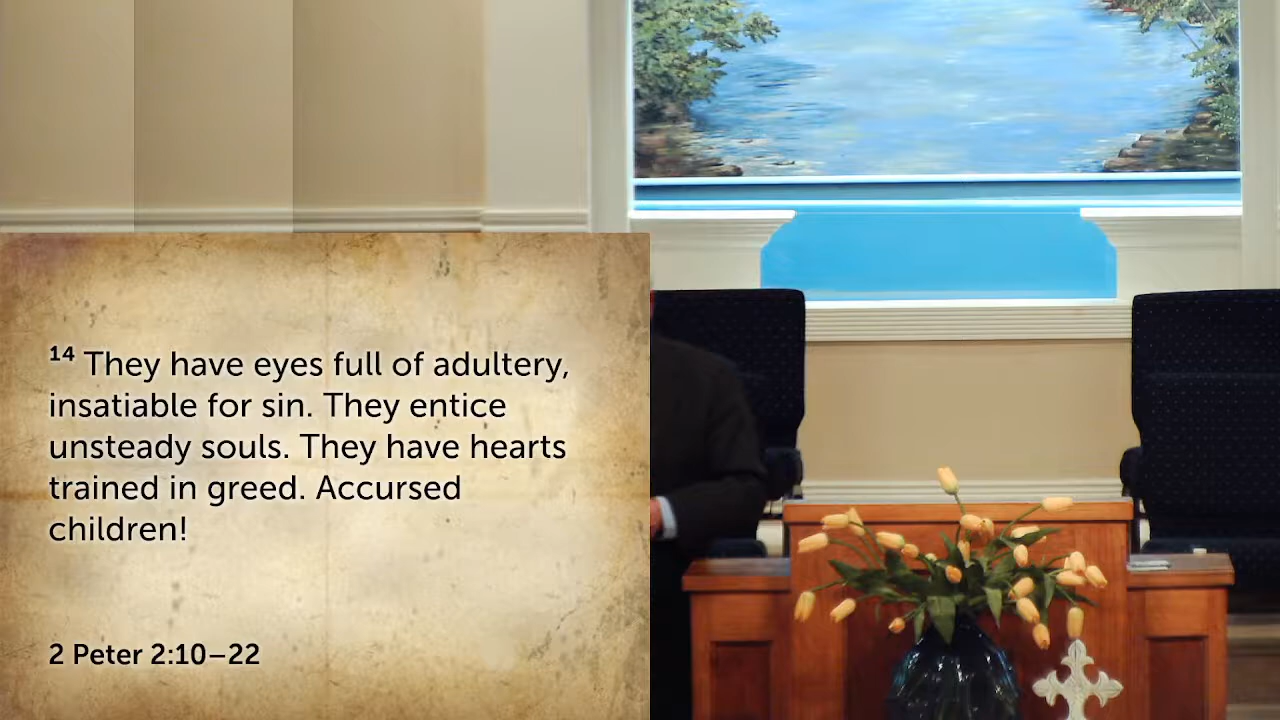 14 They have eyes full of adultery,
insatiable for sin. They entice
unsteady souls. They have hearts
trained in greed. Accursed
children!
2 Peter 2:10–22